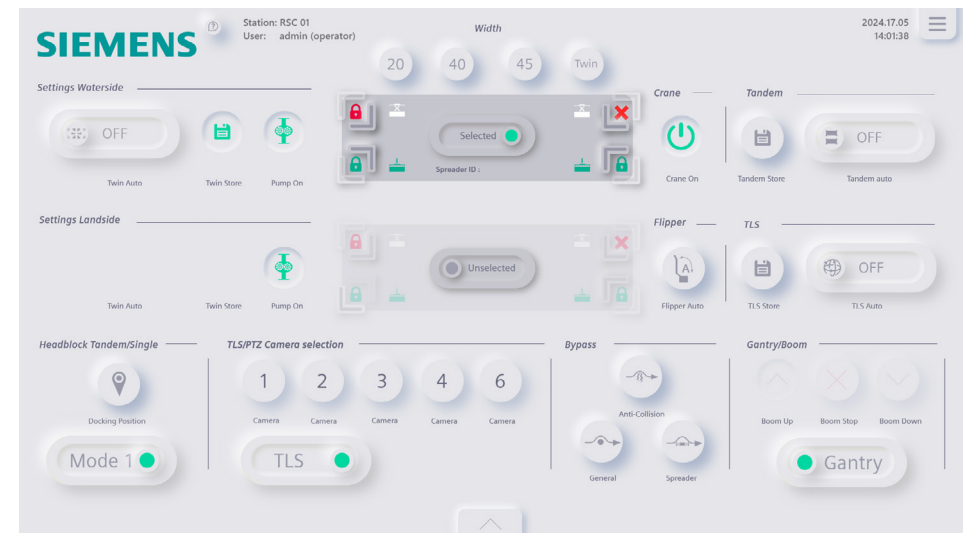 SIEMENS
Station: RSC 01
User: admin (operator)
Width
2024.17.05
14:01:38
20
40
45
Twin
Settings Waterside
OFF
Twin Auto
Twin Store
Pump On
Selected
Spreader ID :
Crane
Crane On
Tandem
Tandem Store
OFF
Tandem auto
Settings Landside
Twin Auto
Twin Store
Pump On
Unselected
Flipper
A
Flipper Auto
TLS
TLS Store
OFF
TLS Auto
Headblock Tandem/Single
Docking Position
Mode 1
TLS/PTZ Camera selection
1
2
3
4
6
Camera
Camera
Camera
Camera
Camera
TLS
Bypass
Anti-Collision
General
Spreader
Gantry/Boom
Boom Up
Boom Stop
Boom Down
Gantry